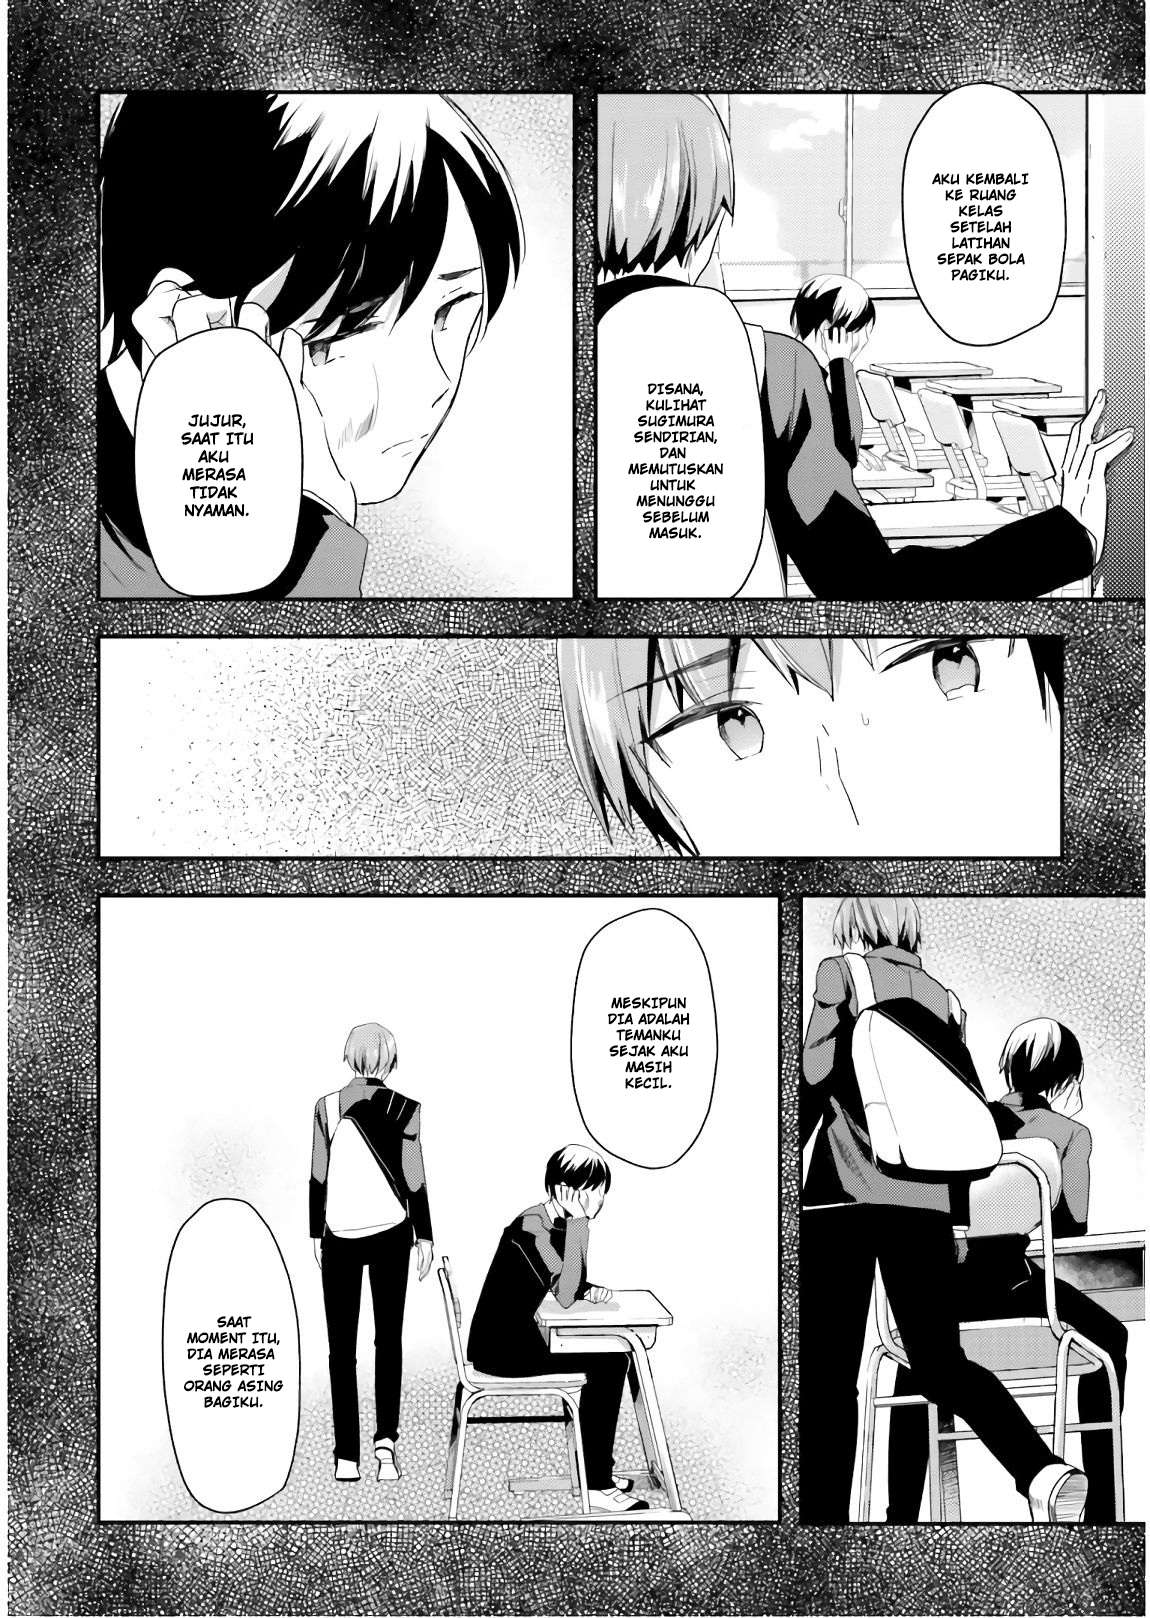 AKU KEMBALI
KE RUANG
KELAS
SETELAH
LATIHAN
SEPAK BOLA
PAGIKU.
DISANA,
KULIHAT
SUGIMURA
SENDIRIAN,
DAN
MEMUTUSKAN
UNTUK
MENUNGGU
SEBELUM
MASUK.
JUJUR,
SAAT ITU
AKU
MERASA
TIDAK
NYAMAN.
MESKIPUN
DIA ADALAH
TEMANKU
SEJAK AKU
MASIH
KECIL.
SAAT
MOMENT ITU,
DIA MERASA
SEPERTI
ORANG ASING
BAGIKU.